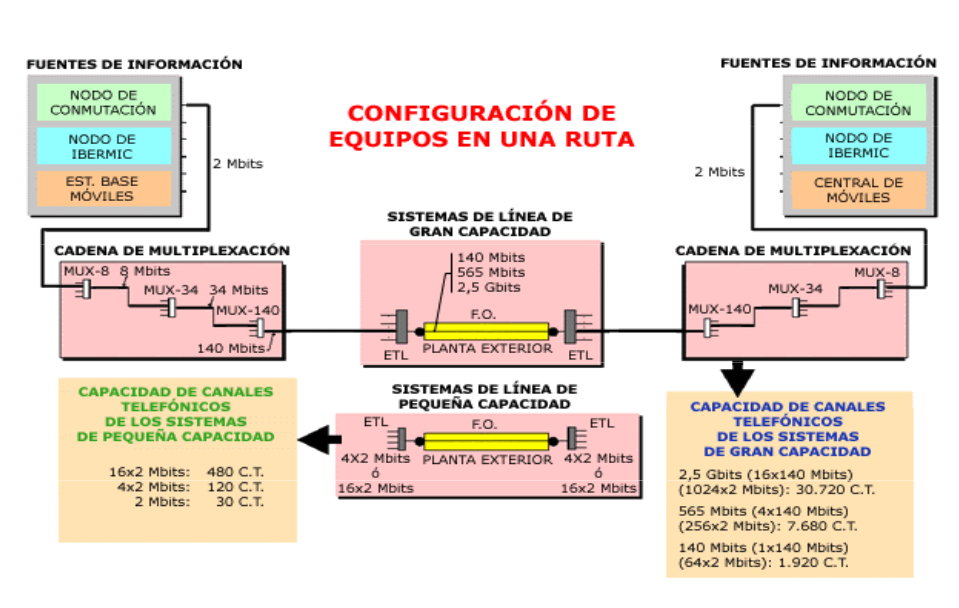 FUENTES DE INFORMACIÓN
NODO DE
CONMUTACIÓN
NODO DE
IBERMIC
EST. BASE
MÓVILES
2 Mbits
CONFIGURACIÓN DE
EQUIPOS EN UNA RUTA
FUENTES DE INFORMACIÓN
NODO DE
CONMUTACIÓN
NODO DE
IBERMIC
CENTRAL DE
MÓVILES
2 Mbits
CADENA DE MULTIPLEXACIÓN
MUX-8 8 Mbits
MUX-34 34 Mbits
MUX-140
140 Mbits
SISTEMAS DE LÍNEA DE
GRAN CAPACIDAD
140 Mbits
565 Mbits
2,5 Gbits
F.O.
PLANTA EXTERIOR
ETL
ETL
CADENA DE MULTIPLEXACIÓN
MUX-8
MUX-34
MUX-140
CAPACIDAD DE CANALES
TELEFÓNICOS
DE LOS SISTEMAS
DE PEQUEÑA CAPACIDAD
16x2 Mbits: 480 C.T.
4x2 Mbits: 120 C.T.
2 Mbits: 30 C.T.
SISTEMAS DE LÍNEA DE
PEQUEÑA CAPACIDAD
ETL
F.O.
ETL
4X2 Mbits
ó
16x2 Mbits
PLANTA EXTERIOR
4X2 Mbits
ó
16x2 Mbits
CAPACIDAD DE CANALES
TELEFÓNICOS
DE LOS SISTEMAS
DE GRAN CAPACIDAD
2,5 Gbits (16x140 Mbits)
(1024x2 Mbits): 30.720 C.T.
565 Mbits (4x140 Mbits)
(256x2 Mbits): 7.680 C.T.
140 Mbits (1x140 Mbits)
(64x2 Mbits): 1.920 C.T.